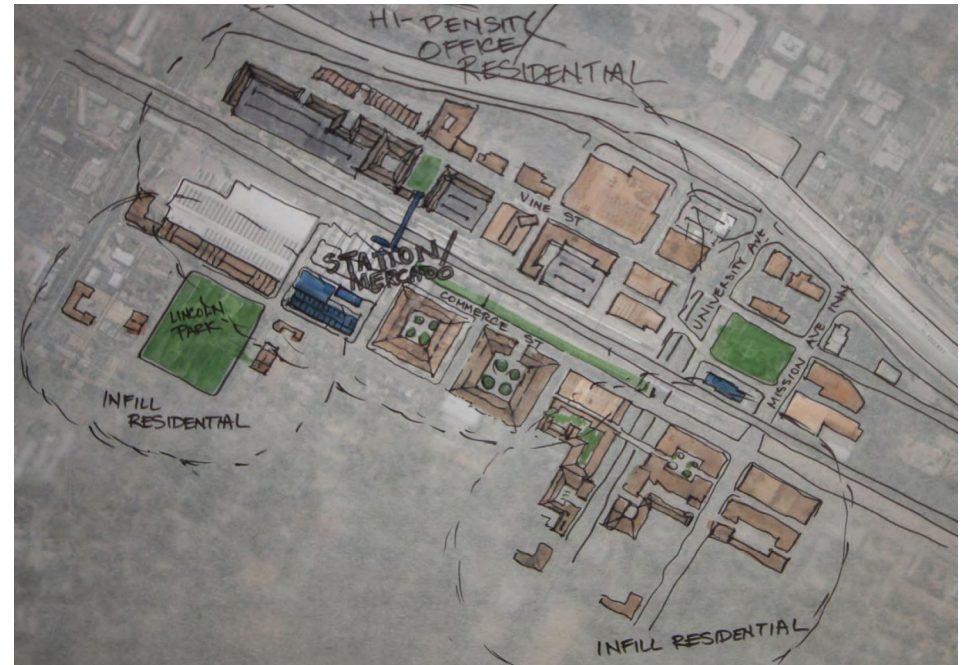 HI-DENSITY
OFFICE/
RESIDENTIAL
VINE ST
UNIVERSITY AVE
STATION/
MERCADO
COMMERCE
ST
LINCOLN
PARK
MISSION AVE INN
INFILL
RESIDENTIAL
INFILL RESIDENTIAL